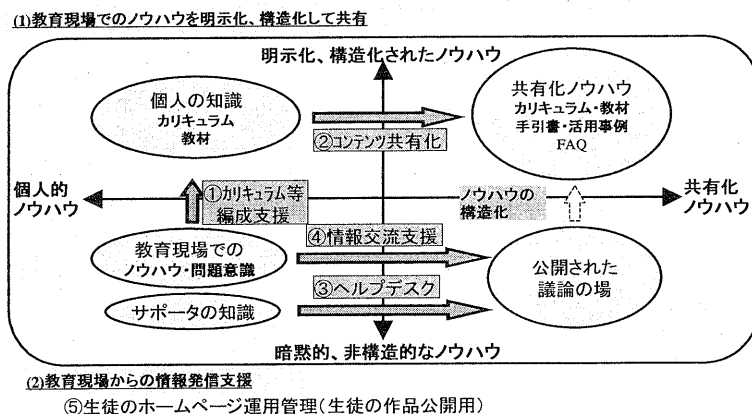 (1)教育現場でのノウハウを明示化、構造化して共有
明示化、構造化されたノウハウ
個人の知識
カリキュラム
教材
②コンテンツ共有化
共有化ノウハウ
カリキュラム・教材
手引書・活用事例
FAQ
個人的
ノウハウ
①カリキュラム等
編成支援
ノウハウの
構造化
共有化
ノウハウ
教育現場での
ノウハウ・問題意識
④情報交流支援
公開された
議論の場
③ヘルプデスク
サポータの知識
暗黙的、非構造的なノウハウ
(2)教育現場からの情報発信支援
⑤生徒のホームページ運用管理(生徒の作品公開用)